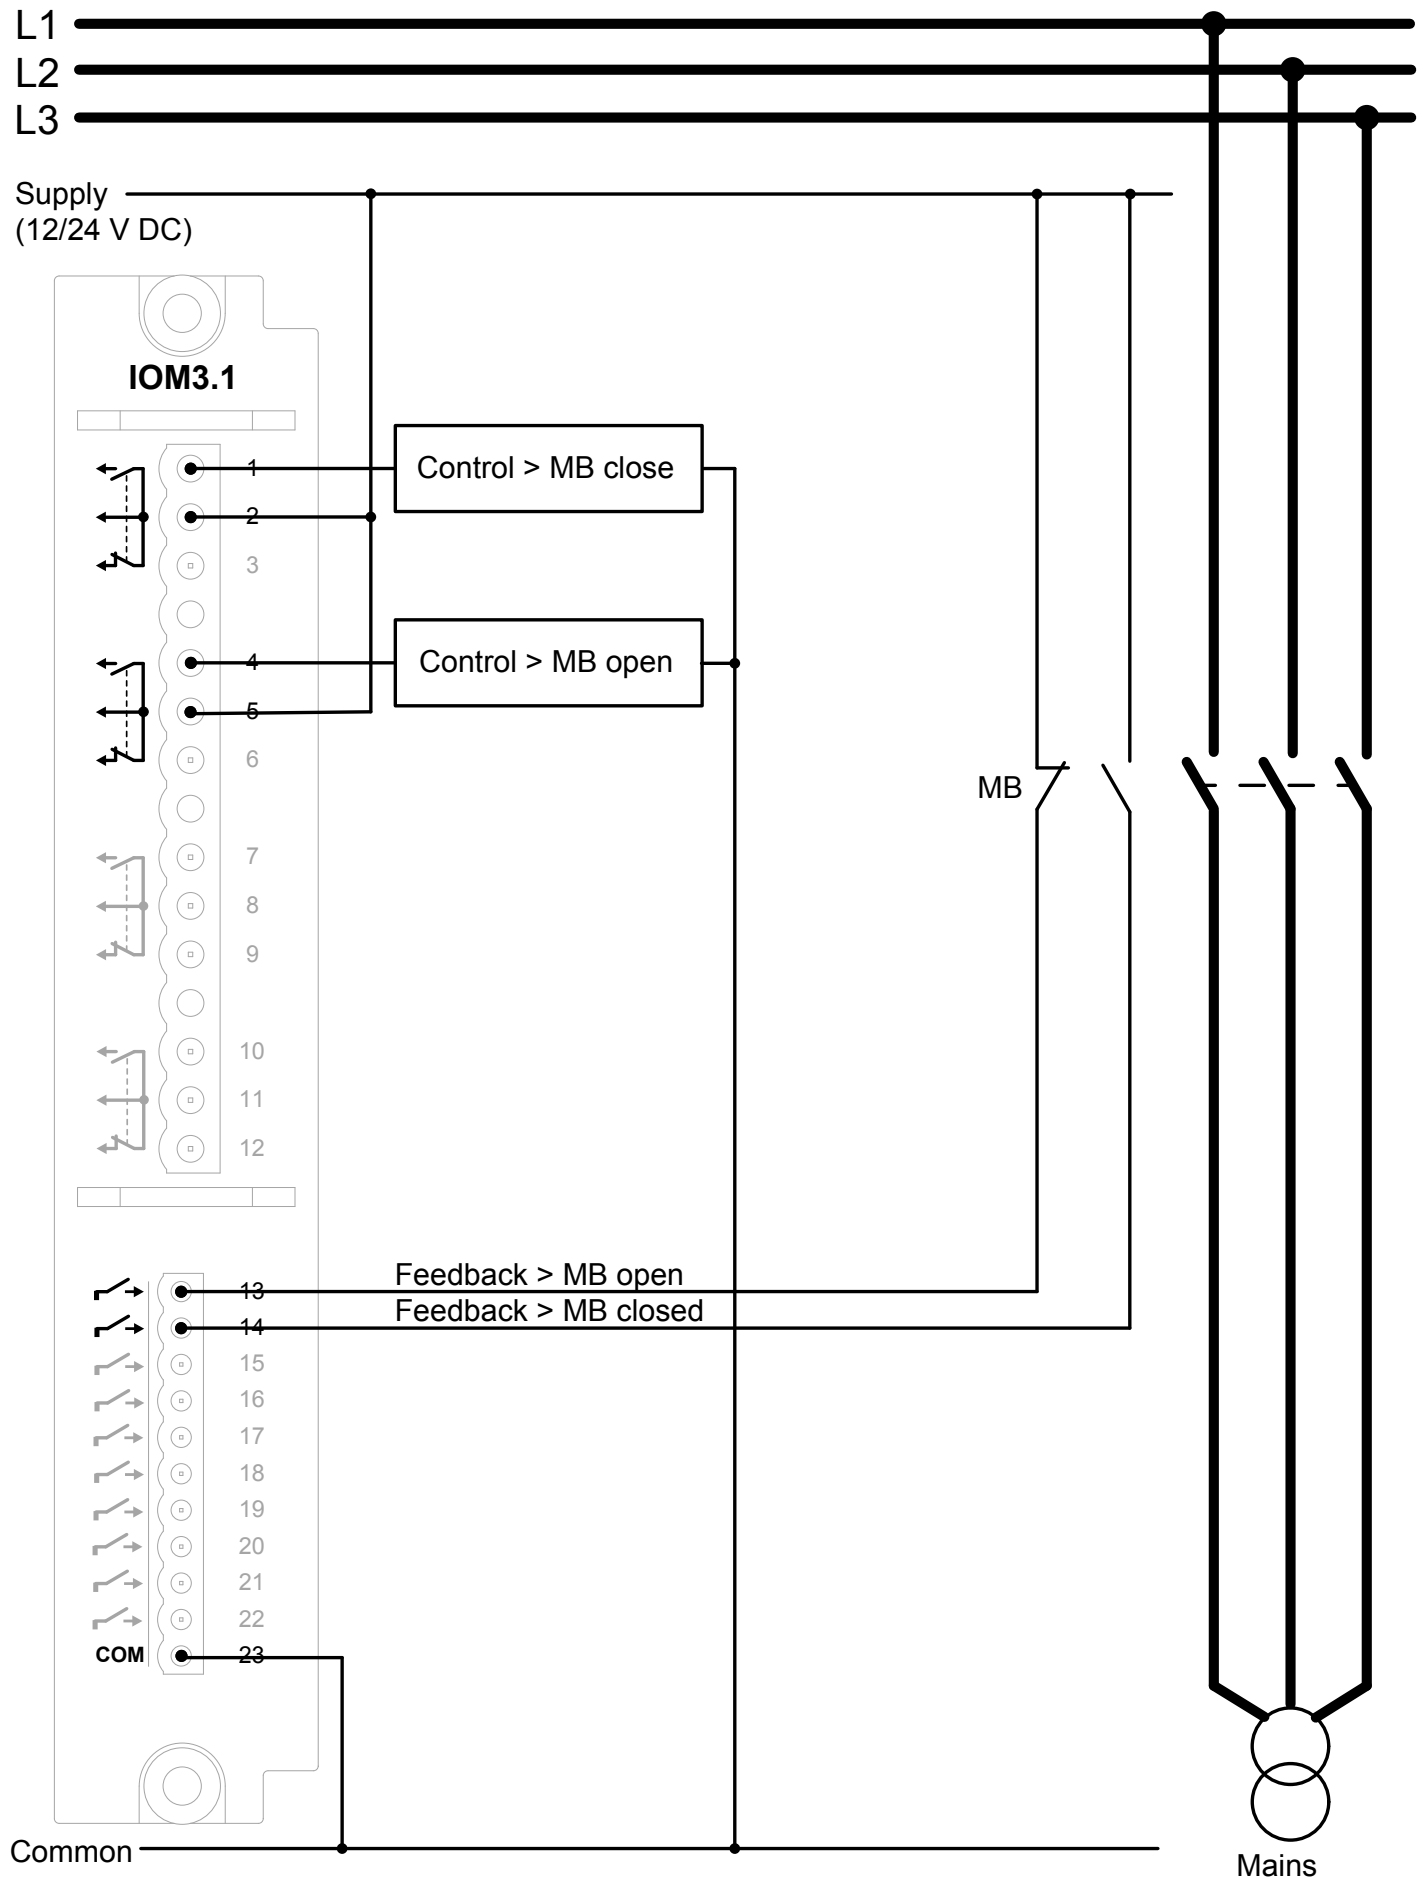 L1
L2
L3
Supply
(12/24 V DC)
IOM3.1
1
Control > MB close
2
3
4
Control > MB open
5
6
MB
7
8
9
10
11
12
Feedback > MB open
13
Feedback > MB closed
14
15
16
17
18
19
20
21
22
COM 23
Common
Mains